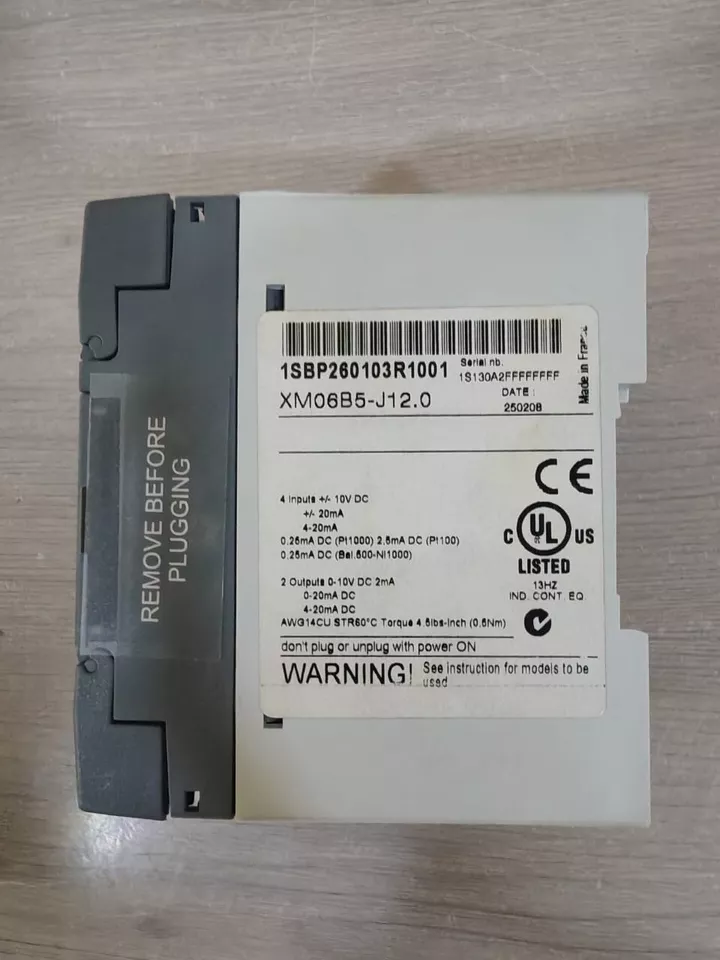 REMOVE BEFORE
PLUGGING
1SBP260103R1001
Serial nb.
1S130A2FFFFFFFF
XM06B5-J12.0
DATE :
250208
Made in France
CE
4 Inputs +/- 10V DC
+/- 20mA
4-20mA
0.25mA DC (Pt1000) 2.5mA DC (Pt100)
0.25mA DC (Bal.500-Ni1000)
C UL US
LISTED
13HZ
IND. CONT. EQ.
2 Outputs 0-10V DC 2mA
0-20mA DC
4-20mA DC
AWG14CU STR60°C Torque 4.5lbs-inch (0.5Nm)
don't plug or unplug with power ON
WARNING! See instruction for models to be
used